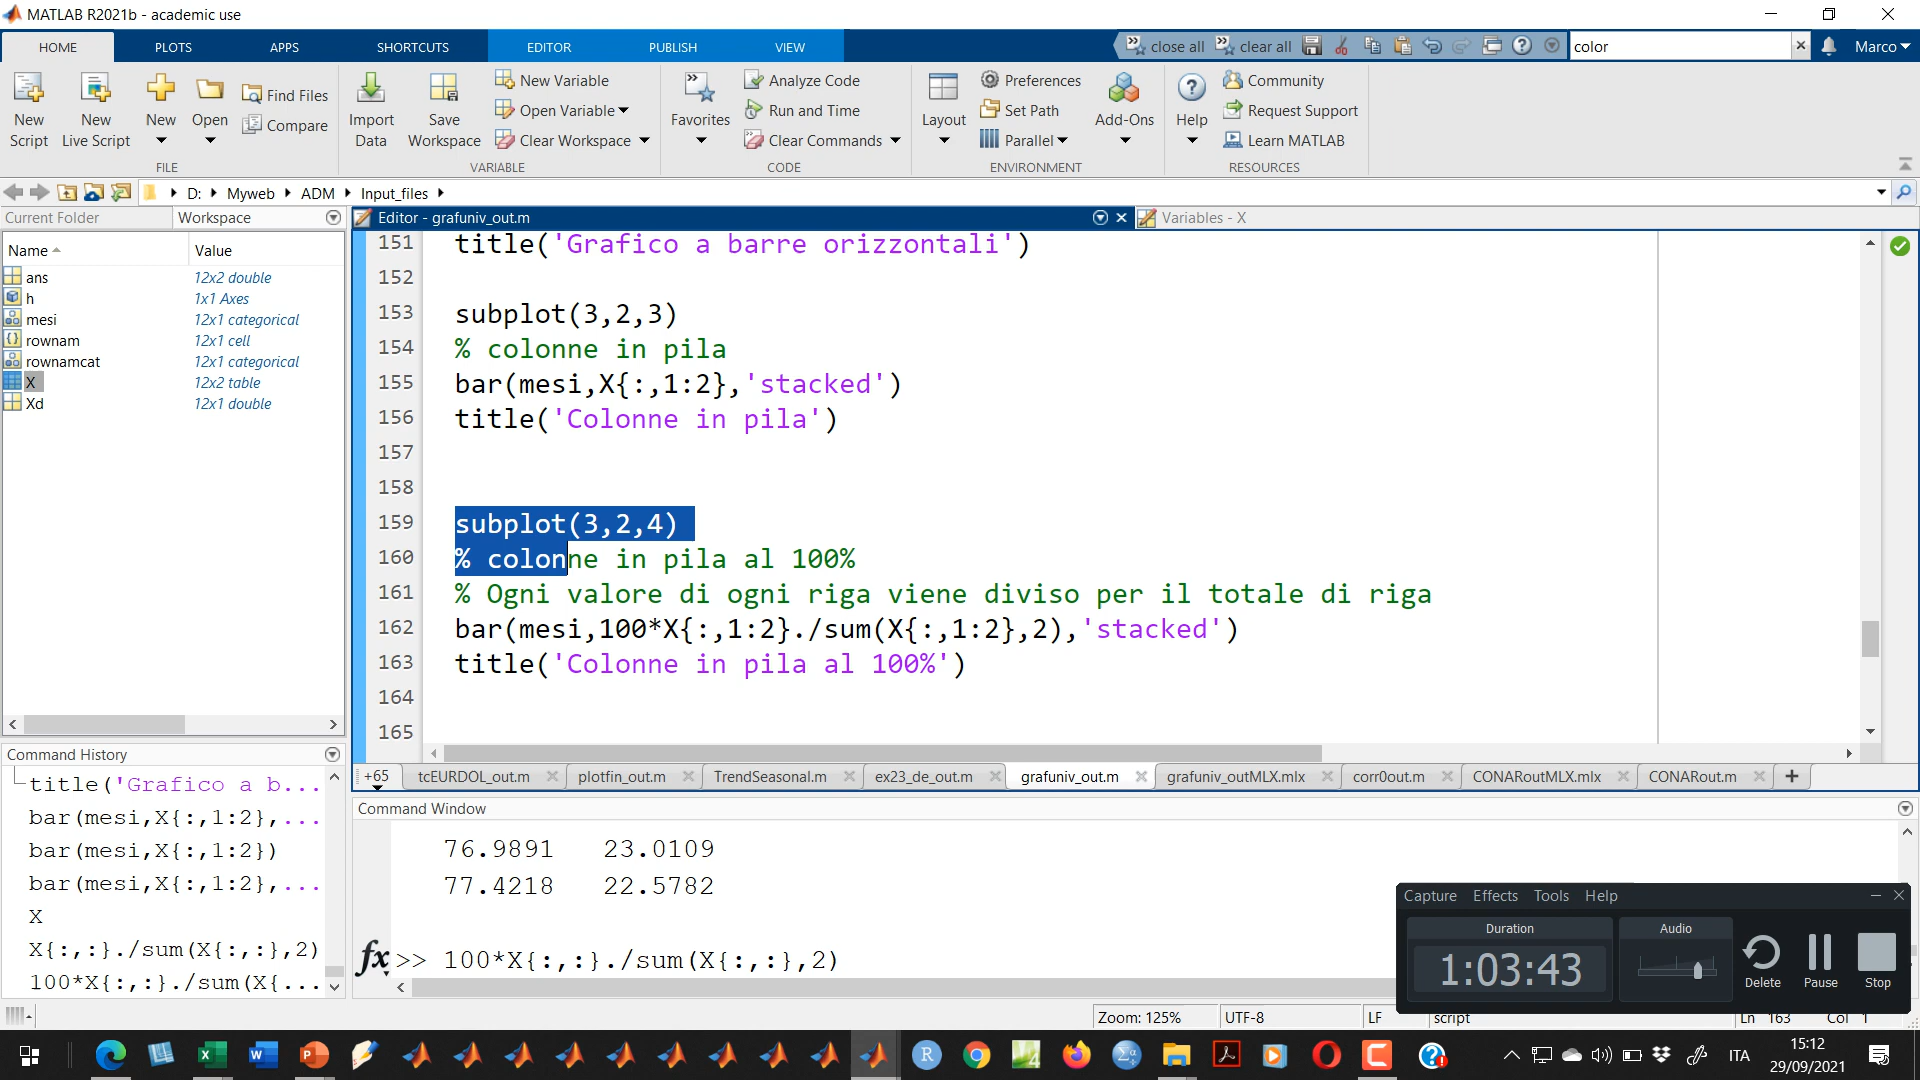 MATLAB R2021b - academic use
HOME PLOTS APPS SHORTCUTS EDITOR PUBLISH VIEW close all clear all color Marco
New Script
New Live Script
New
Open
Find Files
Compare
FILE
Import Data
Save Workspace
New Variable
Open Variable
Clear Workspace
VARIABLE
Favorites
Analyze Code
Run and Time
Clear Commands
CODE
Layout
Preferences
Set Path
Parallel
ENVIRONMENT
Add-Ons
Help
Community
Request Support
Learn MATLAB
RESOURCES
D: Myweb ADM Input_files
Current Folder Workspace
Name Value
ans 12x2 double
h 1x1 Axes
mesi 12x1 categorical
rownam 12x1 cell
rownamcat 12x1 categorical
X 12x2 table
Xd 12x1 double
Editor - grafuniv_out.m
Variables - X
151 title('Grafico a barre orizzontali')
152
153 subplot(3,2,3)
154 % colonne in pila
155 bar(mesi,X{:,1:2},'stacked')
156 title('Colonne in pila')
157
158
159 subplot(3,2,4)
160 % colonne in pila al 100%
161 % Ogni valore di ogni riga viene diviso per il totale di riga
162 bar(mesi,100*X{:,1:2}./sum(X{:,1:2},2),'stacked')
163 title('Colonne in pila al 100%')
164
165
+65 tcEURDOL_out.m plotfin_out.m TrendSeasonal.m ex23_de_out.m grafuniv_out.m grafuniv_outMLX.mlx corr0out.m CONARoutMLX.mlx CONARout.m
Command History
title('Grafico a b...
bar(mesi,X{:,1:2},...
bar(mesi,X{:,1:2})
bar(mesi,X{:,1:2},...
X
X{:,:}./sum(X{:,:},2)
100*X{:,:}./sum(X{...
Command Window
76.9891 23.0109
77.4218 22.5782
fx >> 100*X{:,:}./sum(X{:,:},2)
Capture Effects Tools Help
Duration Audio
1:03:43
Delete Pause Stop
Zoom: 125% UTF-8 LF script Ln 163 Col 1
ITA
15:12
29/09/2021